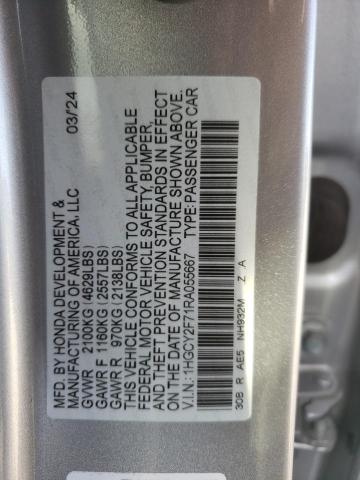 MFD. BY HONDA DEVELOPMENT &
MANUFACTURING OF AMERICA, LLC 03/24
GVWR 2100KG (4629LBS)
GAWR F 1160KG (2557LBS)
GAWR R 970KG (2138LBS)
THIS VEHICLE CONFORMS TO ALL APPLICABLE
FEDERAL MOTOR VEHICLE SAFETY, BUMPER,
AND THEFT PREVENTION STANDARDS IN EFFECT
ON THE DATE OF MANUFACTURE SHOWN ABOVE.
V.I.N.: 1HGCY2F71RA055667 TYPE: PASSENGER CAR
30B R AE5 NH932M Z A